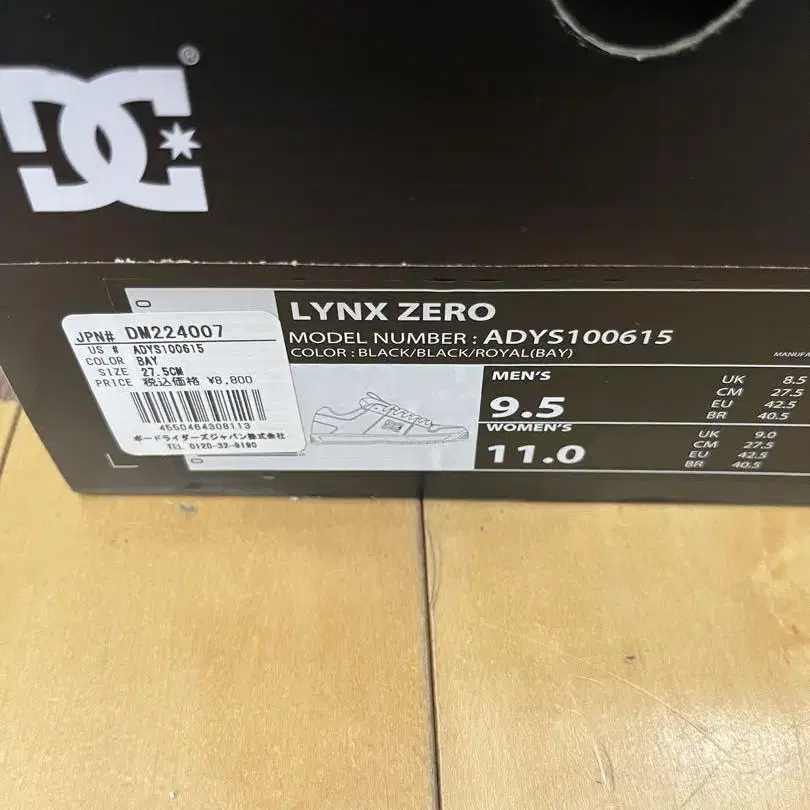 DC
®
JPN# DM224007
US # ADYS100615
COLOR BAY
SIZE 27.5CM
PRICE 税込価格 ¥8,800
4550464308113
ボードライダーズジャパン株式会社
TEL 0120-32-9190
LYNX ZERO
MODEL NUMBER : ADYS100615
COLOR : BLACK/BLACK/ROYAL(BAY)
MEN'S
9.5
UK 8.5
CM 27.5
EU 42.5
BR 40.5
WOMEN'S
11.0
UK 9.0
CM 27.5
EU 42.5
BR 40.5